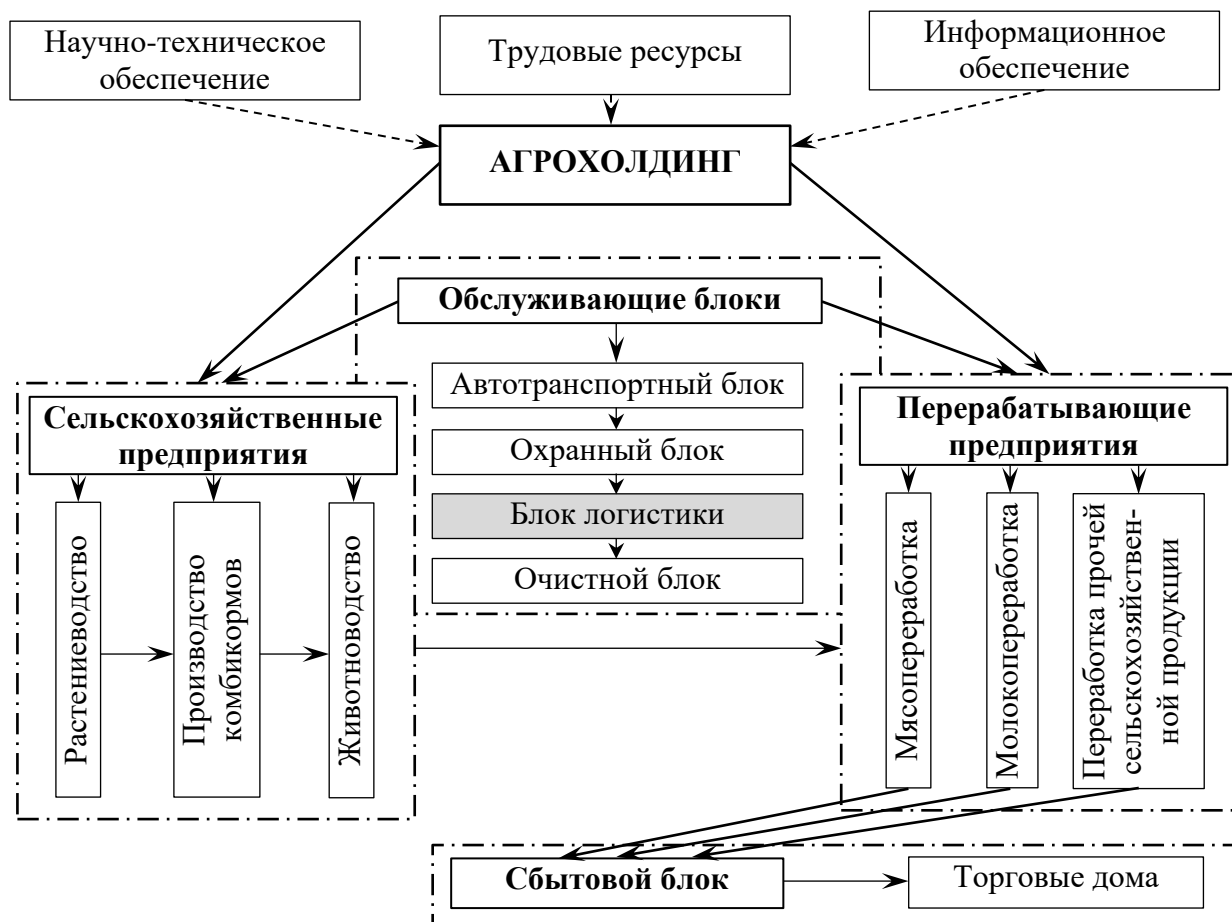 Научно-техническое
обеспечение
Трудовые ресурсы
Информационное
обеспечение
АГРОХОЛДИНГ
Обслуживающие блоки
Автотранспортный блок
Охранный блок
Блок логистики
Очистной блок
Сельскохозяйственные
предприятия
Растениеводство
Производство
комбикормов
Животноводство
Перерабатывающие
предприятия
Мясопереработка
Молокопереработка
Переработка прочей
сельскохозяйствен-
ной продукции
Сбытовой блок
Торговые дома